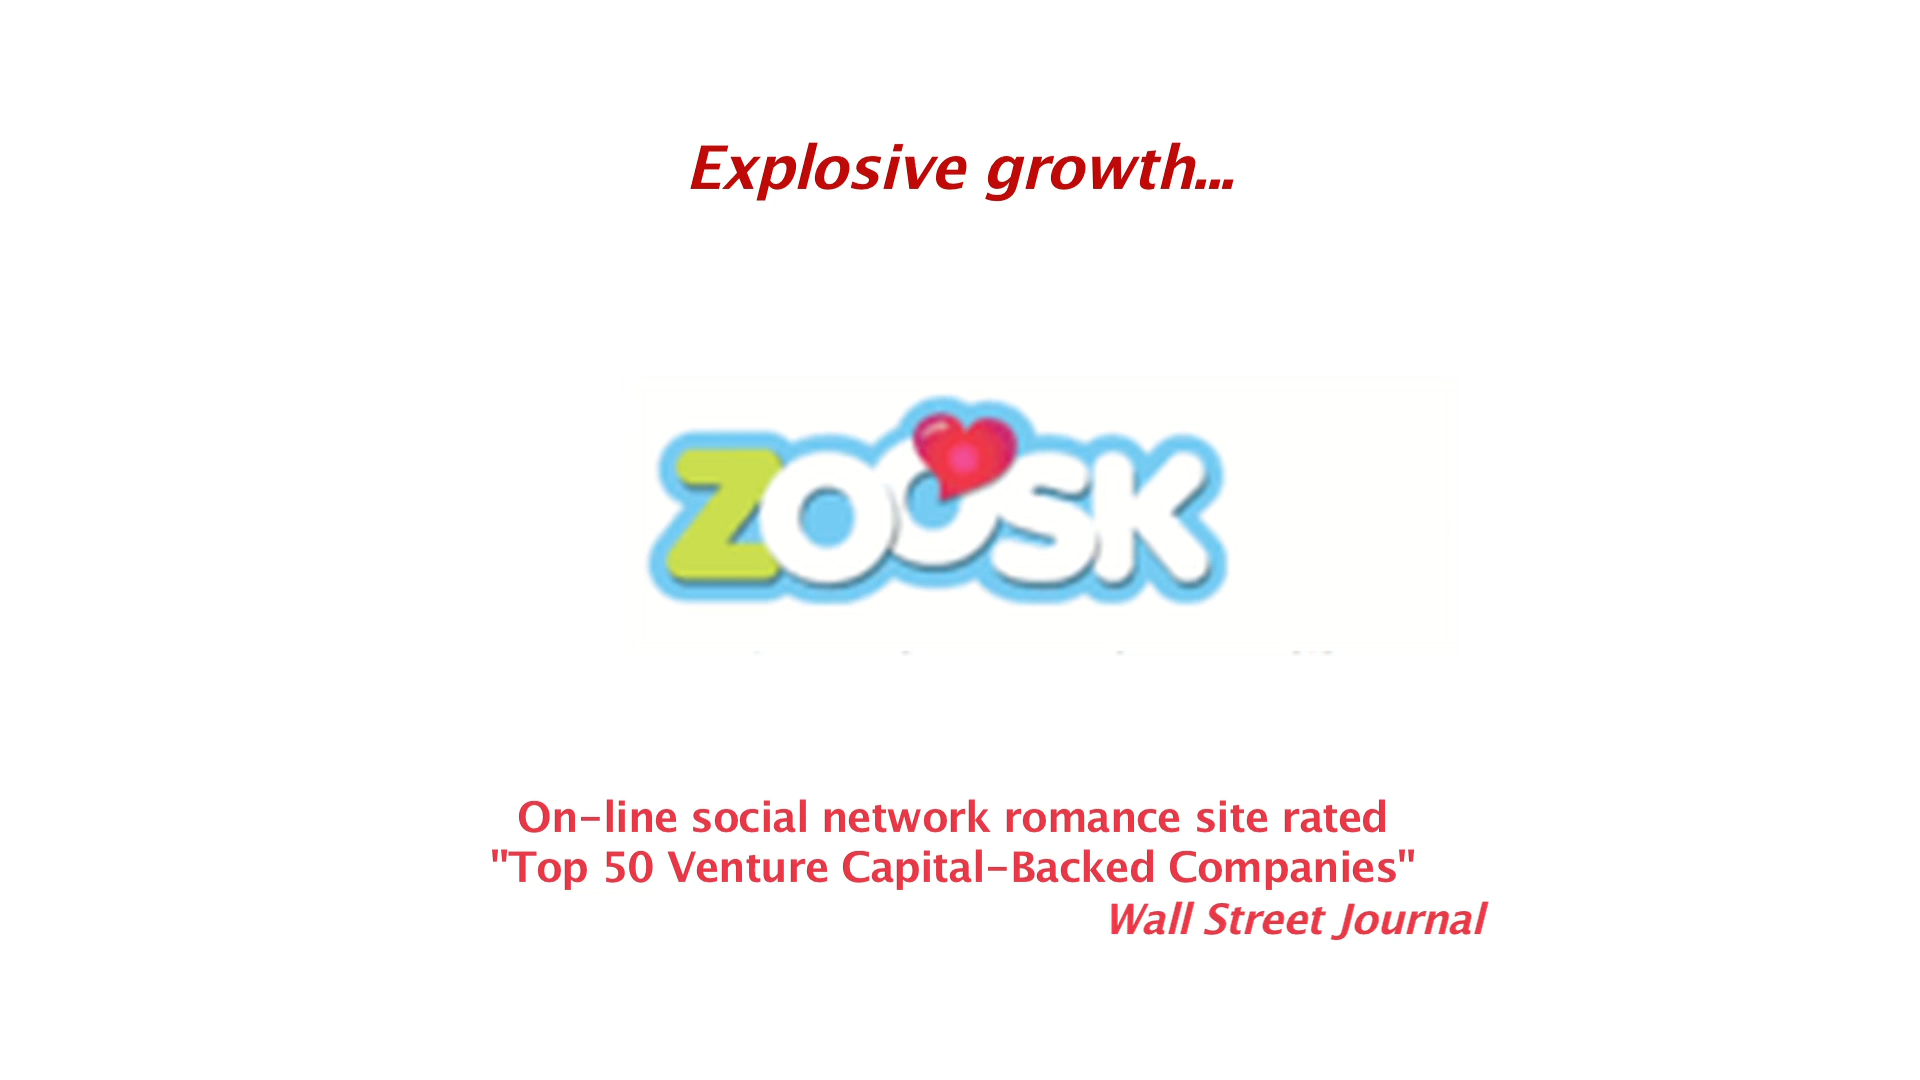 Explosive growth...
ZOOSK
On-line social network romance site rated
"Top 50 Venture Capital-Backed Companies"
Wall Street Journal